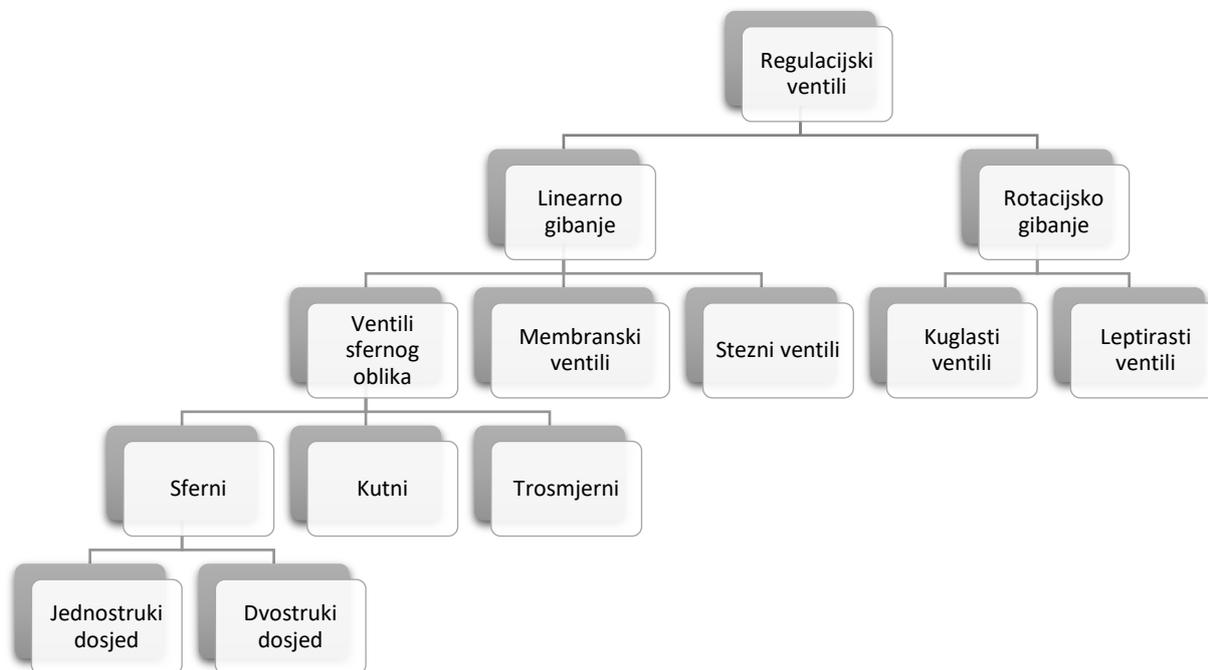 Regulacijski
ventili
Linearno
gibanje
Rotacijsko
gibanje
Ventili
sfernog
oblika
Membranski
ventili
Stezni ventili
Kuglasti
ventili
Leptirasti
ventili
Sferni
Kutni
Trosmjerni
Jednostruki
dosjed
Dvostruki
dosjed